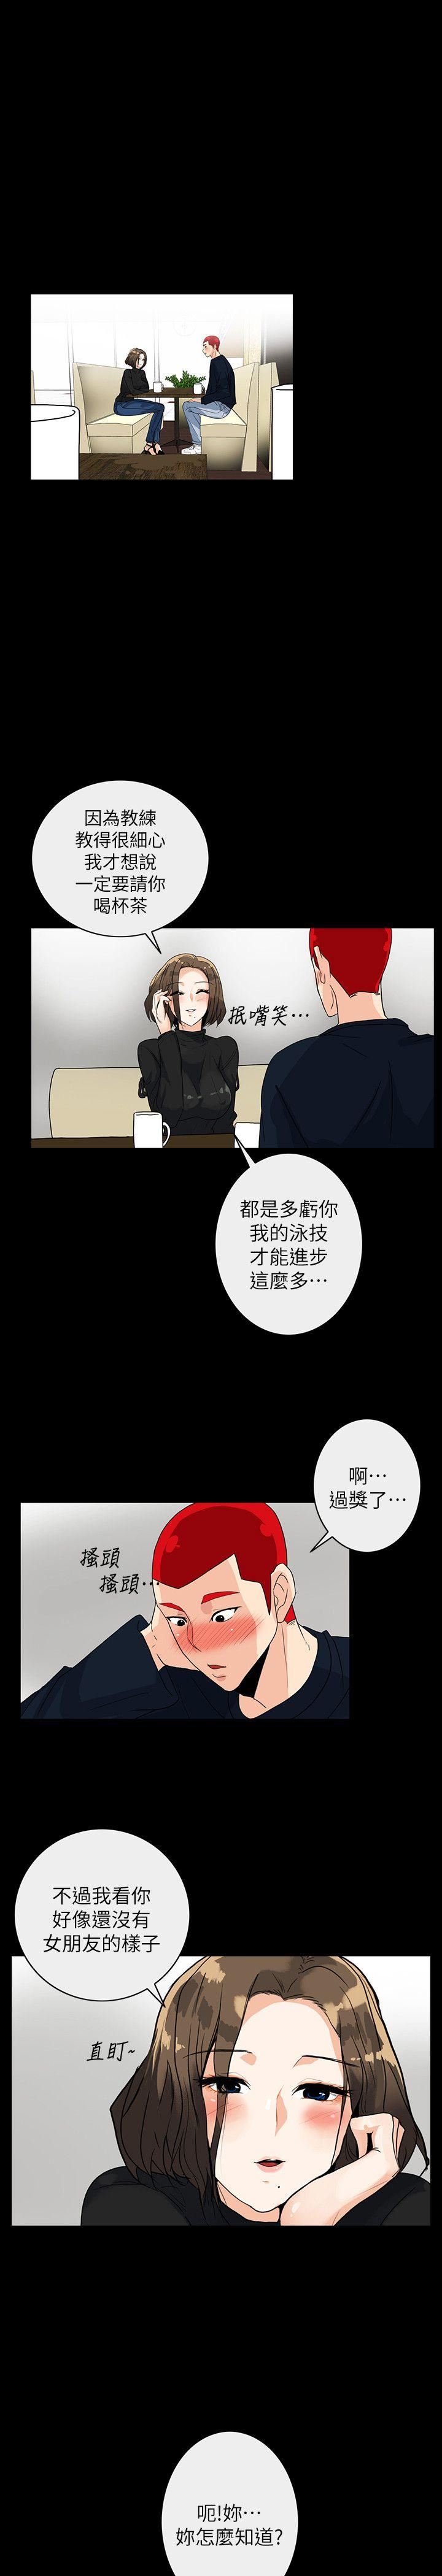 因為教練
教得很細心
我才想說
一定要請你
喝杯茶
抿嘴笑…
都是多虧你
我的泳技
才能進步
這麼多…
啊…
過獎了…
搔頭
搔頭…
不過我看你
好像還沒有
女朋友的樣子
直盯~
呃!妳…
妳怎麼知道?